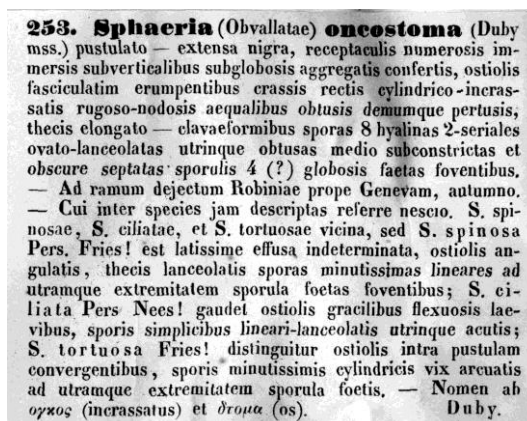 253. Sphaeria (Obvallatae) oncostoma (Duby
mss.) pustulato — extensa nigra, receptaculis numerosis im-
mersis subverticalibus subglobosis aggregatis confertis, ostiolis
fasciculatim erumpentibus crassis rectis cylindrico-incras-
satis rugoso-nodosis aequalibus obtusis demumque pertusis,
thecis elongato — clavaeformibus sporas 8 hyalinas 2-seriales
ovato-lanceolatas utrinque obtusas medio subconstrictas et
obscure septatas sporulis 4 (?) globosis faetas foventibus.
— Ad ramum dejectum Robiniae prope Genevam, autumno.
— Cui inter species jam descriptas referre nescio. S. spi-
nosae, S. ciliatae, et S. tortuosae vicina, sed S. spinosa
Pers. Fries! est latissime effusa indeterminata, ostiolis an-
gulatis, thecis lanceolatis sporas minutissimas lineares ad
utramque extremitatem sporula foetas foventibus; S. ci-
liata Pers Nees! gaudet ostiolis gracilibus flexuosis lae-
vibus, sporis simplicibus lineari-lanceolatis utrinque acutis;
S. tortuosa Fries! distinguitur ostiolis intra pustulam
convergentibus, sporis minutissimis cylindricis vix arcuatis
ad utramque extremitatem sporula foetis. — Nomen ab
ογκος (incrassatus) et δτομα (os). Duby.